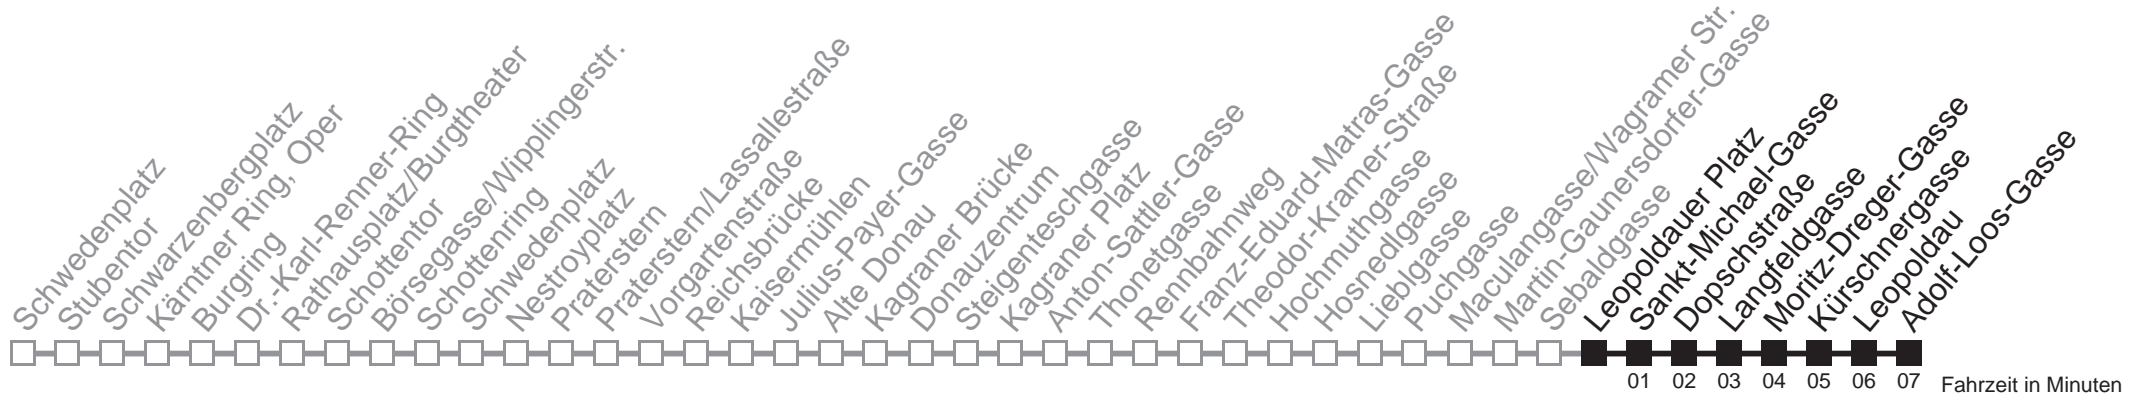 Schwedenplatz
Stubentor
Schwarzenbergplatz
Kärntner Ring, Oper
Burgring
Dr.-Karl-Renner-Ring
Rathausplatz/Burgtheater
Schottentor
Börsegasse/Wipplingerstr.
Schottenring
Schwedenplatz
Nestroyplatz
Praterstern
Praterstern/Lassallestraße
Vorgartenstraße
Reichsbrücke
Kaisermühlen
Julius-Payer-Gasse
Alte Donau
Kagraner Brücke
Donauzentrum
Steigenteschgasse
Kagraner Platz
Anton-Sattler-Gasse
Thonetgasse
Rennbahnweg
Franz-Eduard-Matras-Gasse
Theodor-Kramer-Straße
Hochmuthgasse
Hosnedlgasse
Lieblgasse
Puchgasse
Maculangasse/Wagramer Str.
Martin-Gaunersdorfer-Gasse
Sebaldgasse
Leopoldauer Platz
Sankt-Michael-Gasse
Dopschstraße
Langfeldgasse
Moritz-Dreger-Gasse
Kürschnergasse
Leopoldau
Adolf-Loos-Gasse
01 02 03 04 05 06 07 Fahrzeit in Minuten